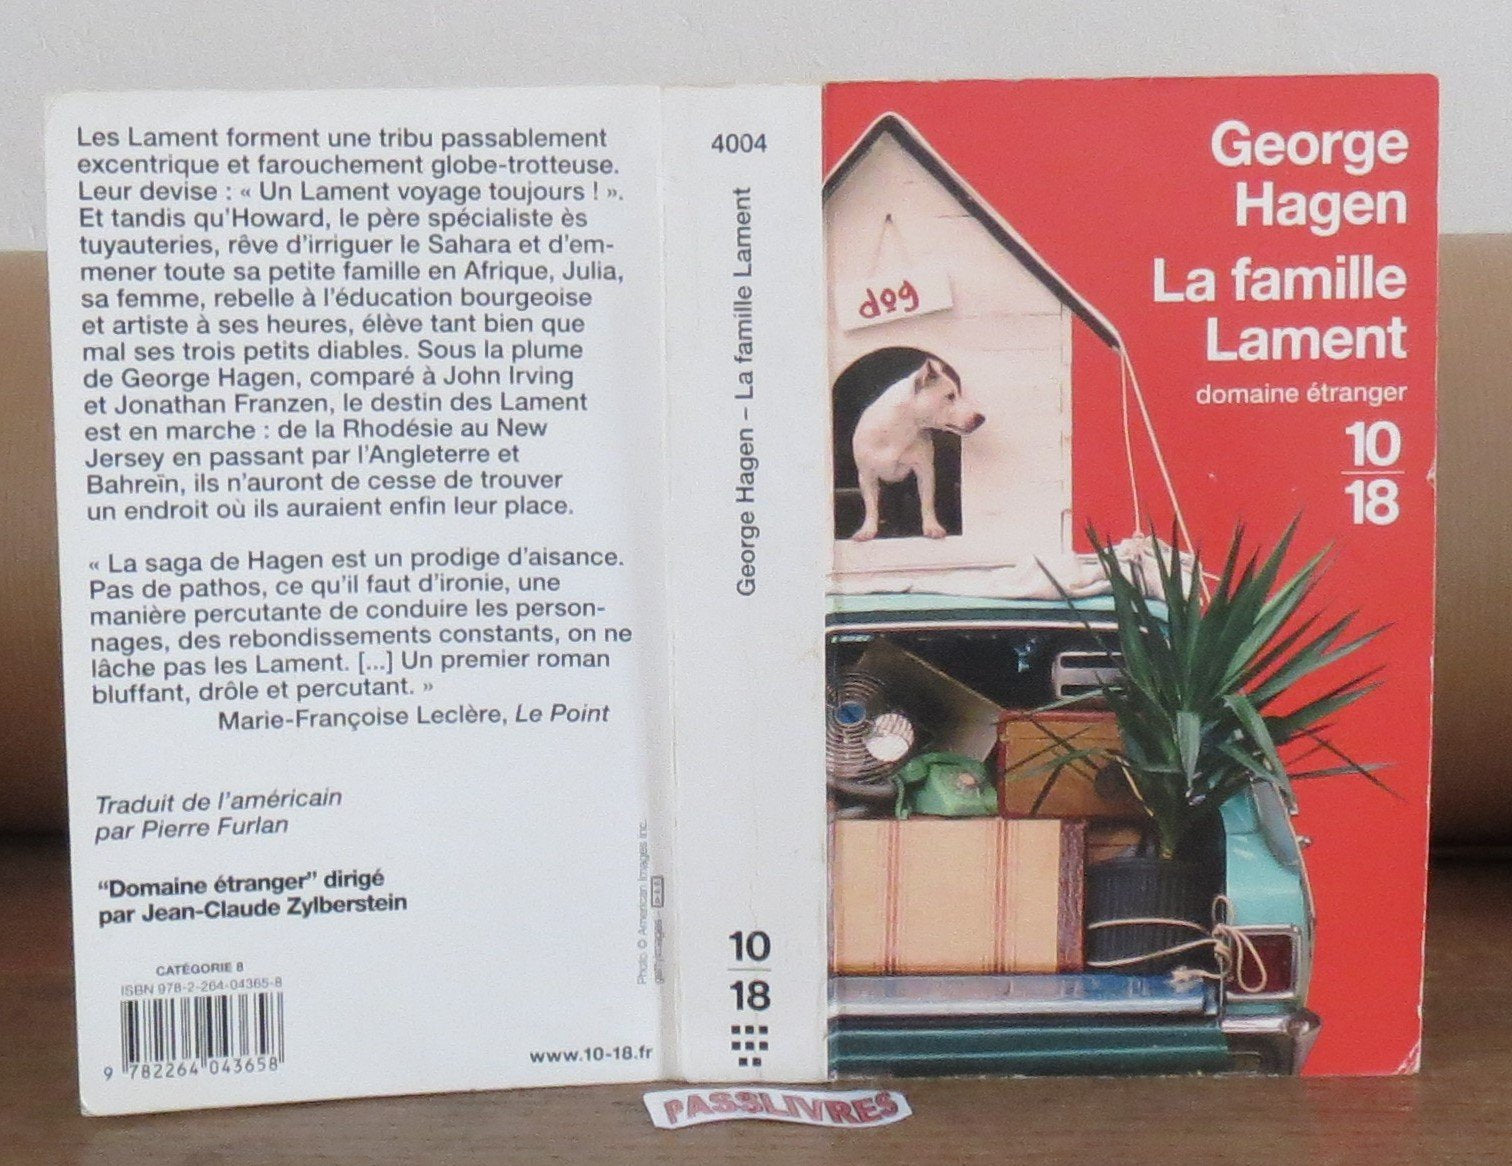 Les Lament forment une tribu passablement
excentrique et farouchement globe-trotteuse.
Leur devise : « Un Lament voyage toujours ! ».
Et tandis qu'Howard, le père spécialiste ès
tuyauteries, rêve d'irriguer le Sahara et d'em-
mener toute sa petite famille en Afrique, Julia,
sa femme, rebelle à l'éducation bourgeoise
et artiste à ses heures, élève tant bien que
mal ses trois petits diables. Sous la plume
de George Hagen, comparé à John Irving
et Jonathan Franzen, le destin des Lament
est en marche : de la Rhodésie au New
Jersey en passant par l'Angleterre et
Bahreïn, ils n'auront de cesse de trouver
un endroit où ils auraient enfin leur place.
« La saga de Hagen est un prodige d'aisance.
Pas de pathos, ce qu'il faut d'ironie, une
manière percutante de conduire les person-
nages, des rebondissements constants, on ne
lâche pas les Lament. [...] Un premier roman
bluffant, drôle et percutant. »
Marie-Françoise Leclère, Le Point
Traduit de l'américain
par Pierre Furlan
"Domaine étranger" dirigé
par Jean-Claude Zylberstein
CATÉGORIE 8
ISBN 978-2-264-04365-8
9 782264 043658
www.10-18.fr
Photo © American Images Inc.
gettyimages -
4004
George Hagen – La famille Lament
10
18
George
Hagen
La famille
Lament
domaine étranger
10
18
dog
PASSLIVRES